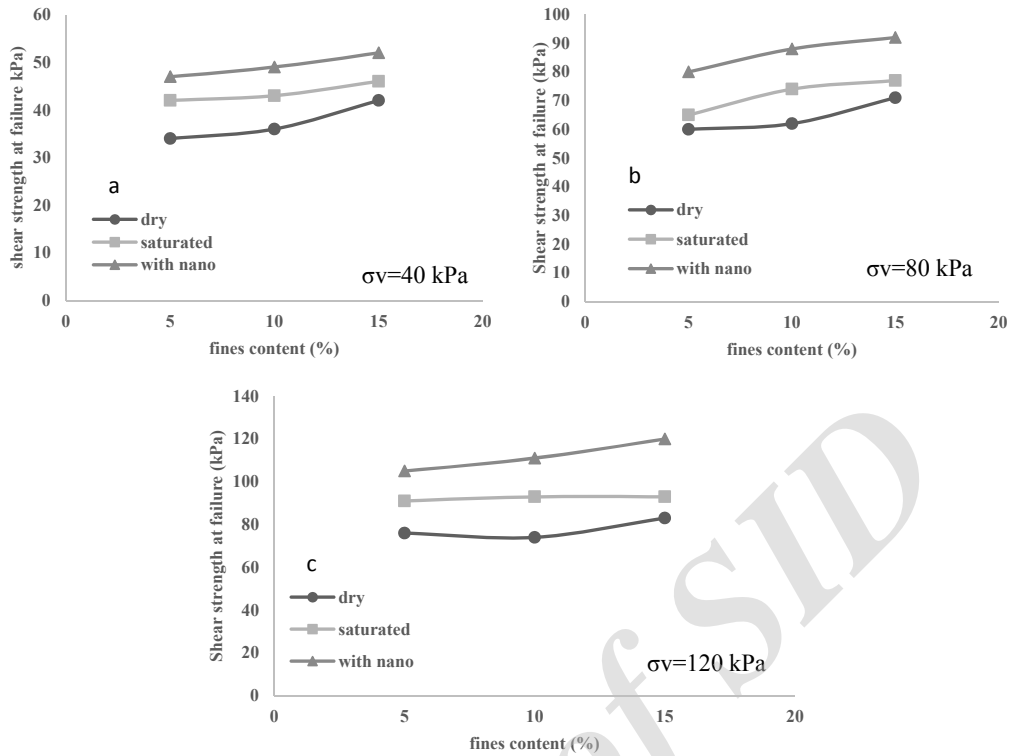 60
50
40
30
20
10
0
shear strength at failure kPa
a
dry
saturated
with nano
σv=40 kPa
0 5 10 15 20
fines content (%)
100
90
80
70
60
50
40
30
20
10
0
Shear strength at failure (kPa)
b
dry
saturated
with nano
σv=80 kPa
0 5 10 15 20
fines content (%)
140
120
100
80
60
40
20
0
Shear strength at failure (kPa)
c
dry
saturated
with nano
σv=120 kPa
0 5 10 15 20
fines content (%)
of SID